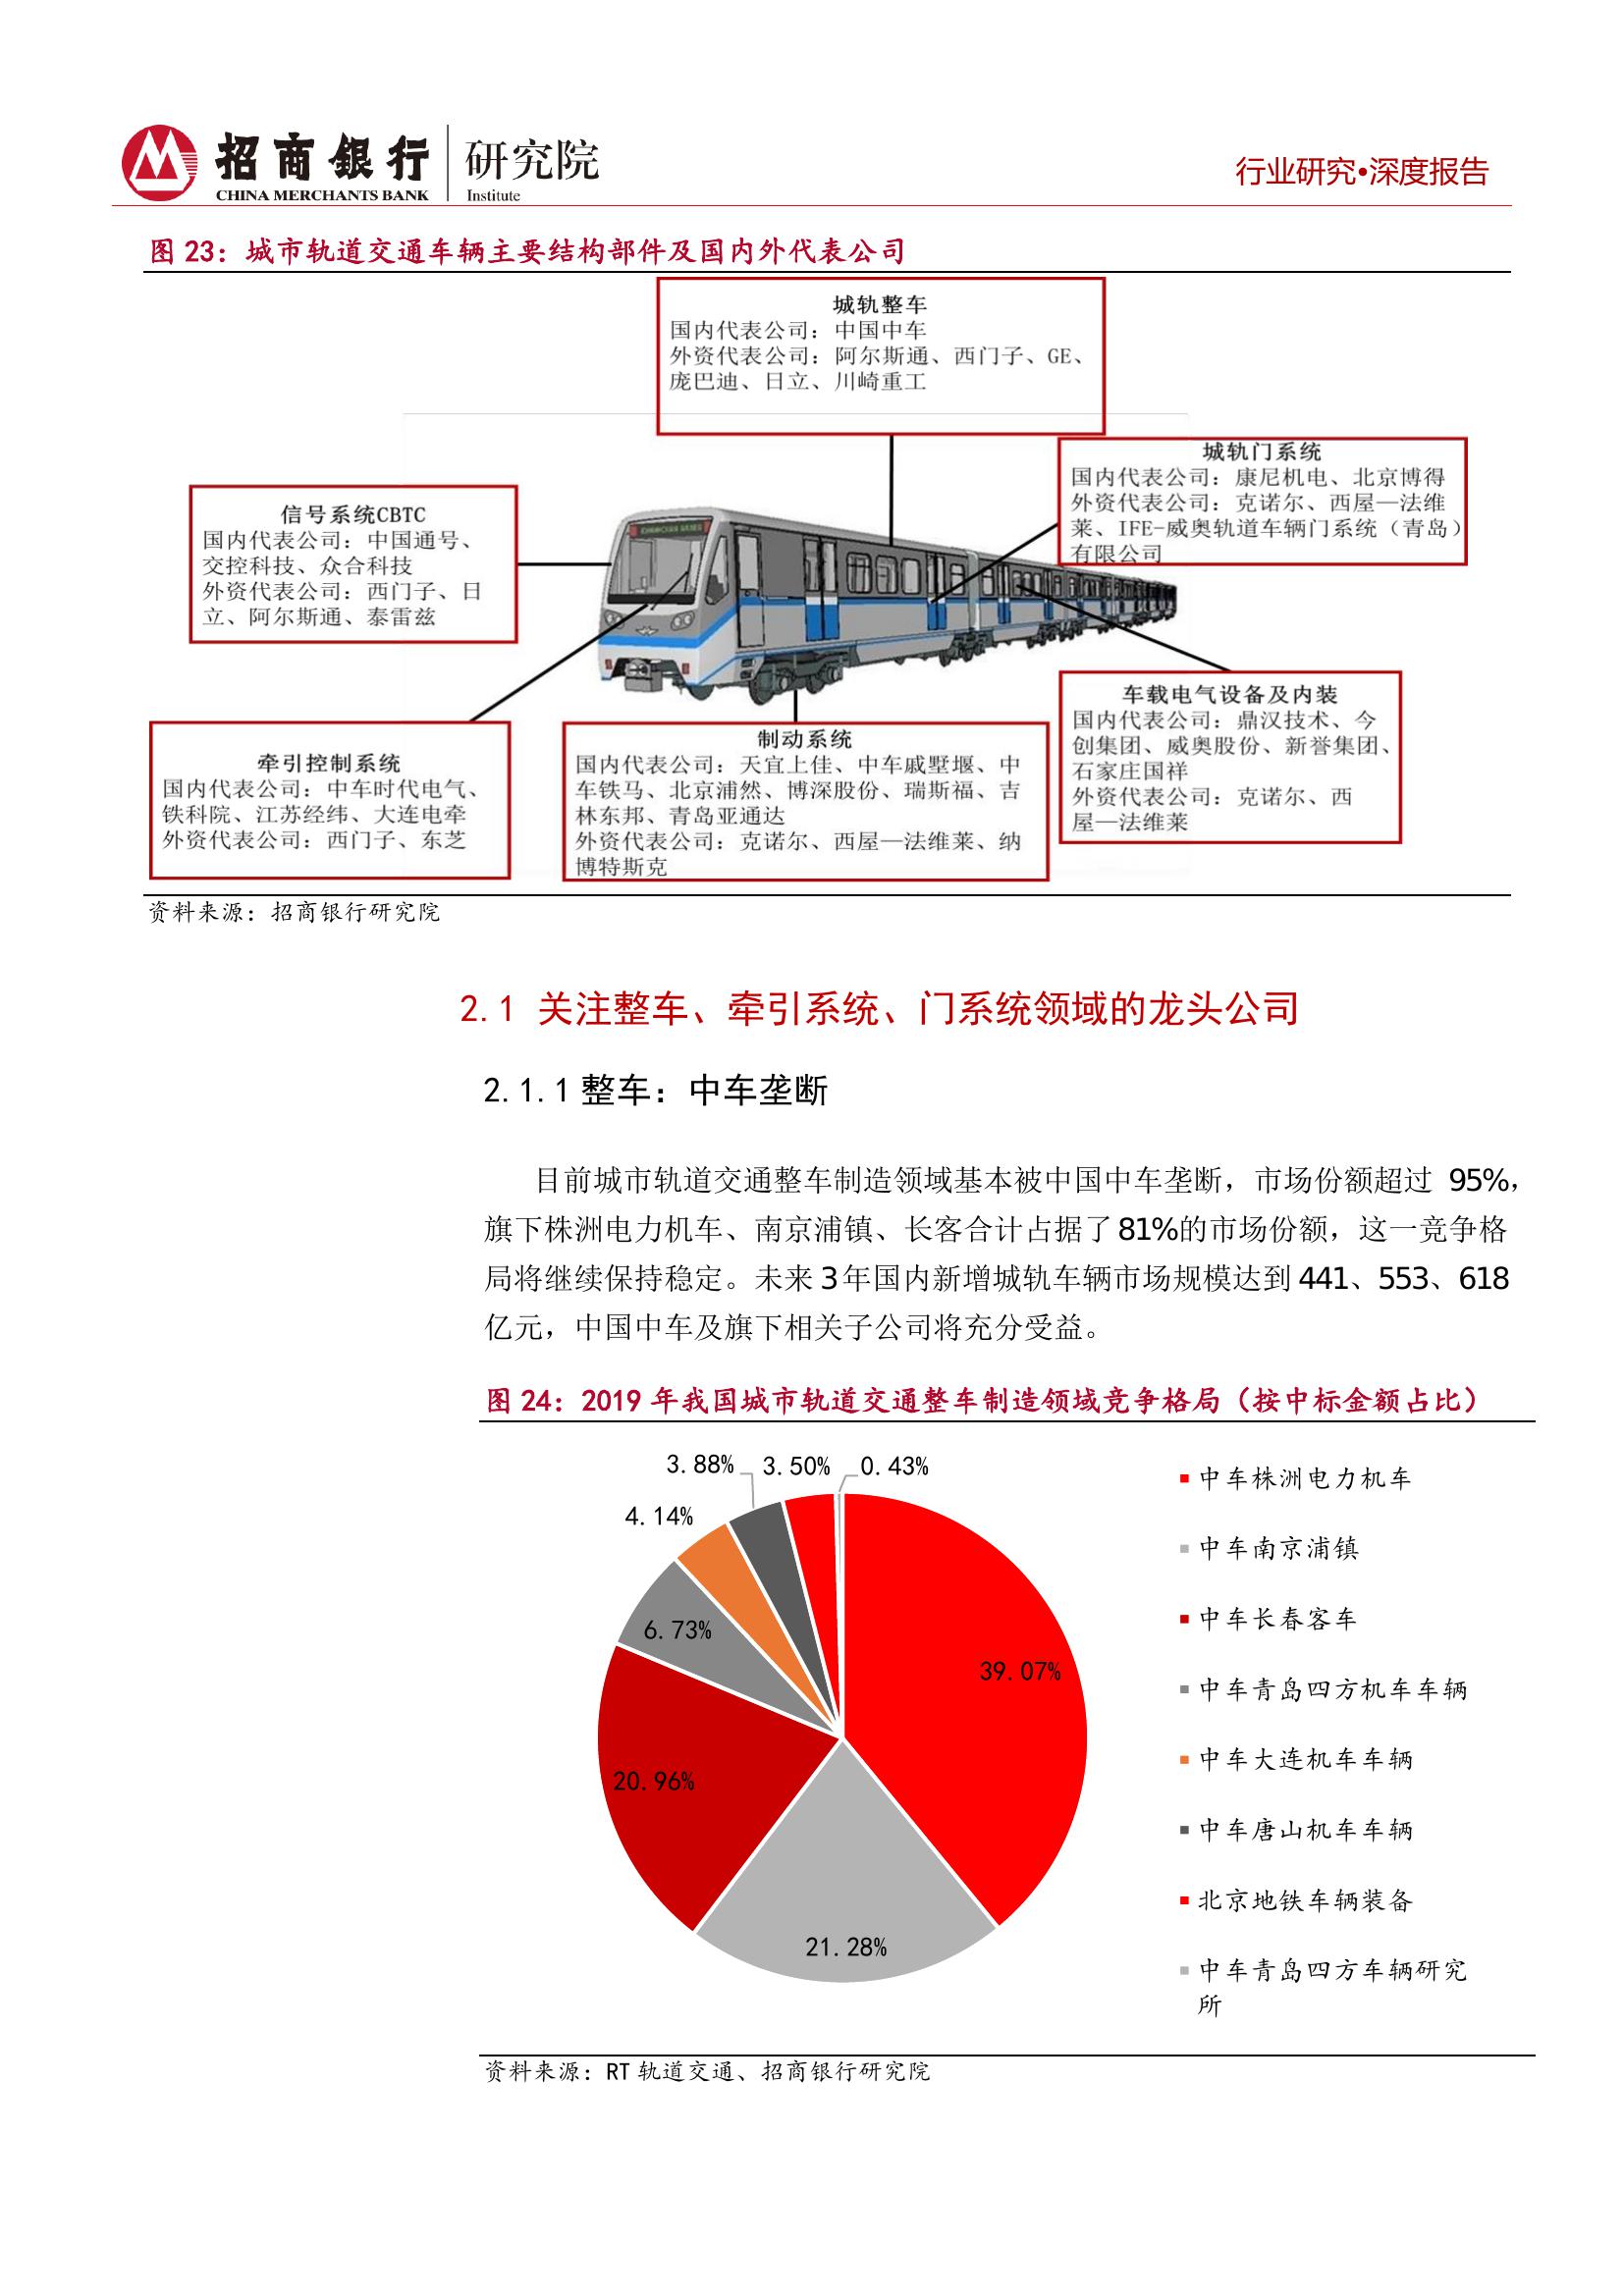 招商银行
CHINA MERCHANTS BANK
研究院
Institute
行业研究•深度报告
图 23：城市轨道交通车辆主要结构部件及国内外代表公司
城轨整车
国内代表公司：中国中车
外资代表公司：阿尔斯通、西门子、GE、
庞巴迪、日立、川崎重工
城轨门系统
国内代表公司：康尼机电、北京博得
外资代表公司：克诺尔、西屋—法维
莱、IFE-威奥轨道车辆门系统（青岛）
有限公司
信号系统CBTC
国内代表公司：中国通号、
交控科技、众合科技
外资代表公司：西门子、日
立、阿尔斯通、泰雷兹
车载电气设备及内装
国内代表公司：鼎汉技术、今
创集团、威奥股份、新誉集团、
石家庄国祥
外资代表公司：克诺尔、西
屋—法维莱
牵引控制系统
国内代表公司：中车时代电气、
铁科院、江苏经纬、大连电牵
外资代表公司：西门子、东芝
制动系统
国内代表公司：天宜上佳、中车戚墅堰、中
车铁马、北京浦然、博深股份、瑞斯福、吉
林东邦、青岛亚通达
外资代表公司：克诺尔、西屋—法维莱、纳
博特斯克
资料来源：招商银行研究院
2.1 关注整车、牵引系统、门系统领域的龙头公司
2.1.1 整车：中车垄断
目前城市轨道交通整车制造领域基本被中国中车垄断，市场份额超过 95%，
旗下株洲电力机车、南京浦镇、长客合计占据了 81%的市场份额，这一竞争格
局将继续保持稳定。未来 3 年国内新增城轨车辆市场规模达到 441、553、618
亿元，中国中车及旗下相关子公司将充分受益。
图 24：2019 年我国城市轨道交通整车制造领域竞争格局（按中标金额占比）
3.88%
3.50%
0.43%
4.14%
6.73%
39.07%
20.96%
21.28%
中车株洲电力机车
中车南京浦镇
中车长春客车
中车青岛四方机车车辆
中车大连机车车辆
中车唐山机车车辆
北京地铁车辆装备
中车青岛四方车辆研究
所
资料来源：RT 轨道交通、招商银行研究院